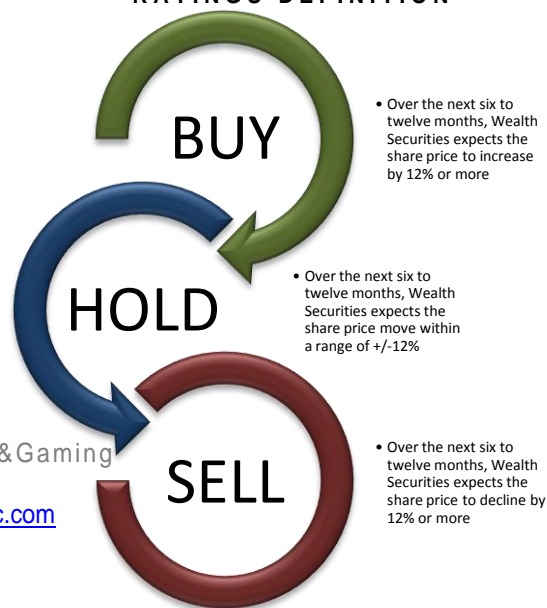 BUY
• Over the next six to
twelve months, Wealth
Securities expects the
share price to increase
by 12% or more
HOLD
• Over the next six to
twelve months, Wealth
Securities expects the
share price move within
a range of +/-12%
&Gaming
c.com
SELL
• Over the next six to
twelve months, Wealth
Securities expects the
share price to decline by
12% or more